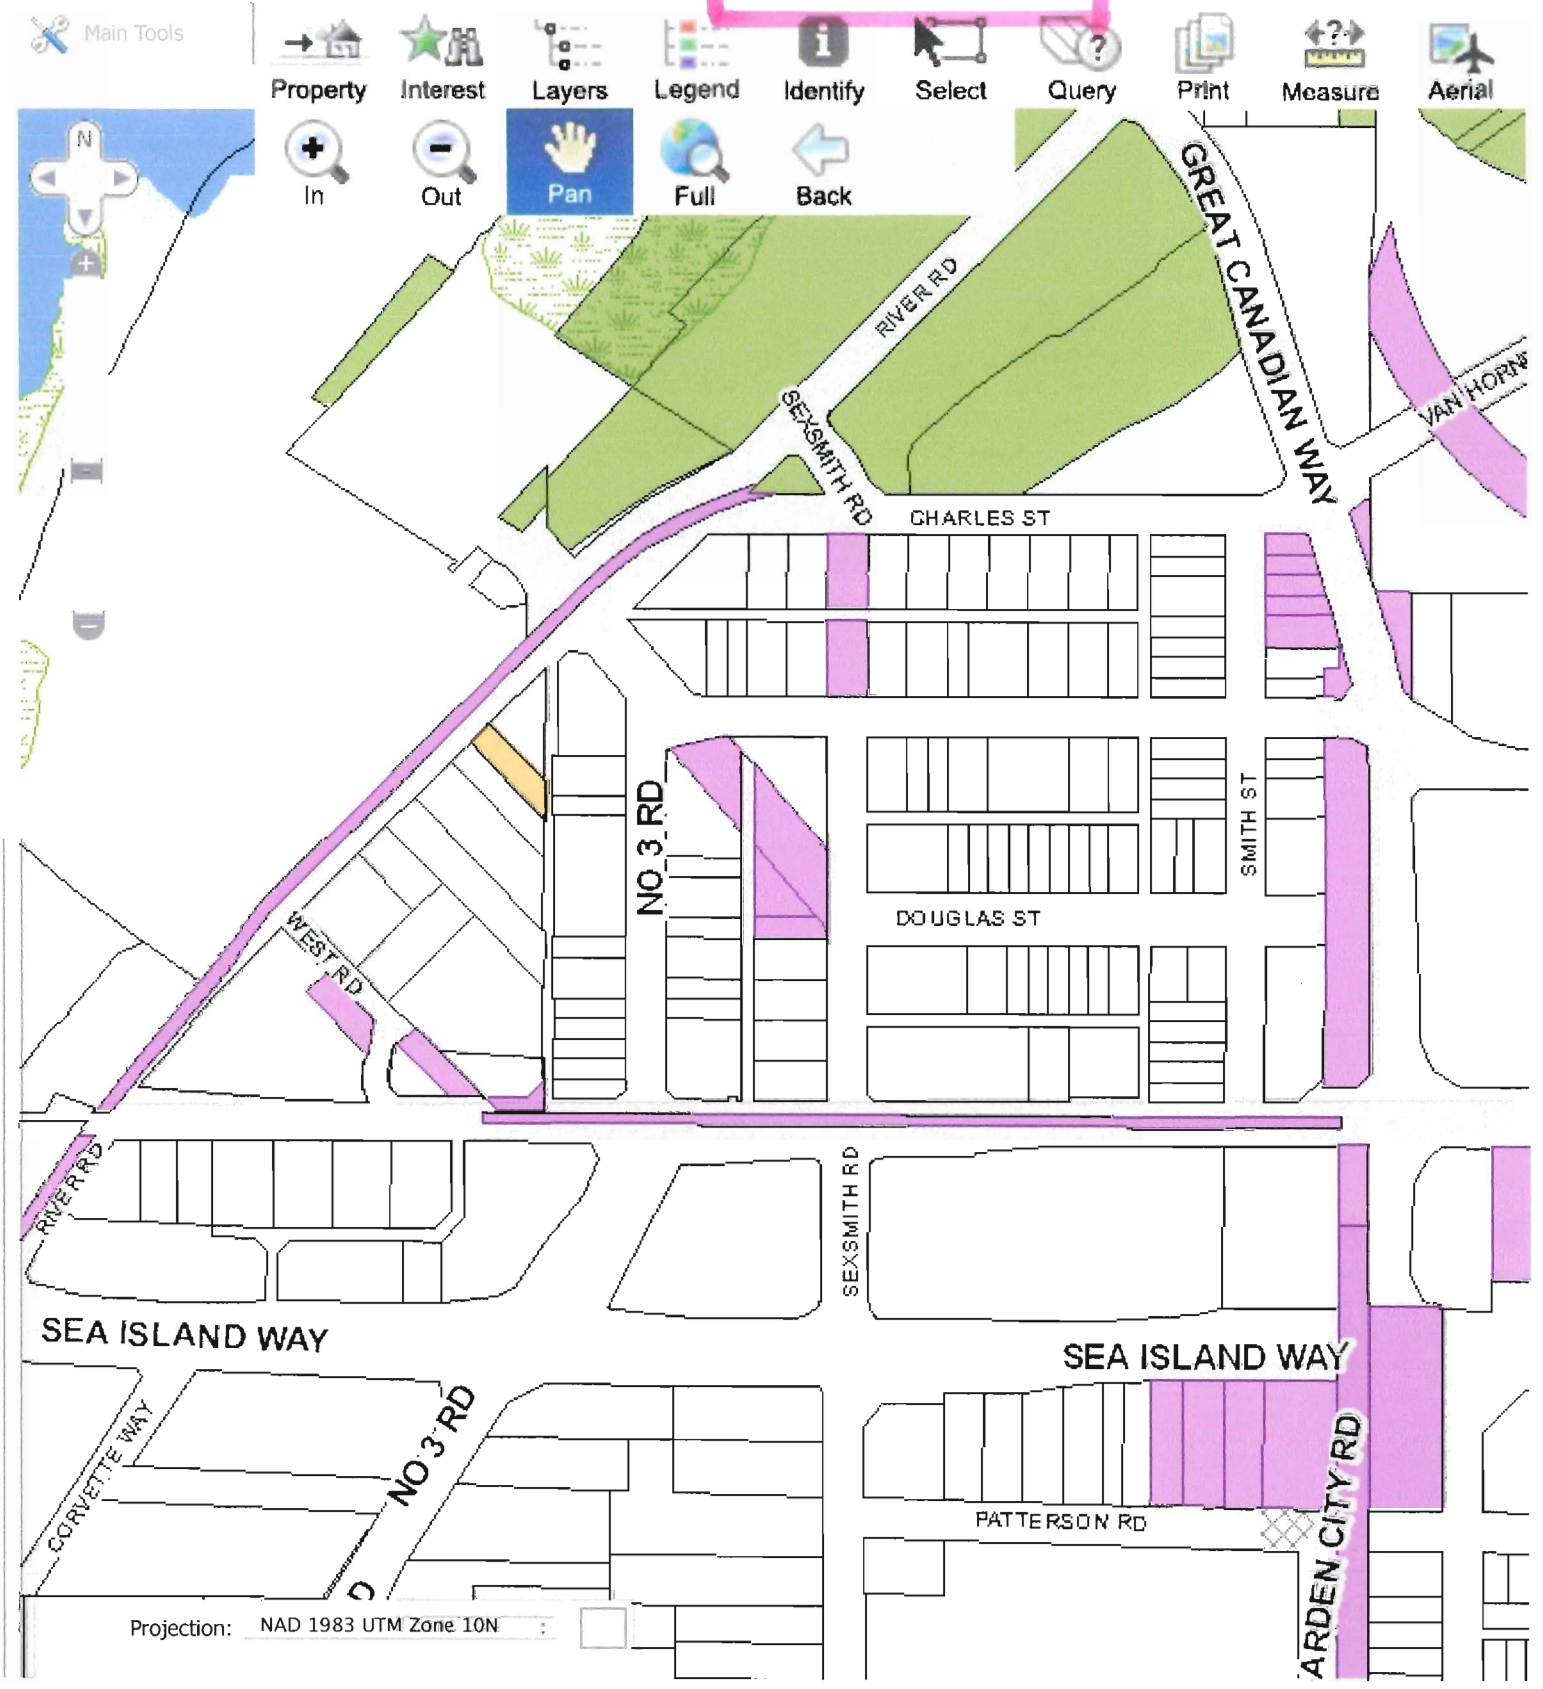 Main Tools
Property
Interest
Layers
Legend
Identify
Select
Query
Print
Measure
Aerial
N
In
Out
Pan
Full
Back
GREAT CANADIAN WAY
RIVER RD
VAN HORNE
SEXSMITH RD
CHARLES ST
NO 3 RD
SMITH ST
DOUGLAS ST
WEST RD
RIVER RD
SEXSMITH RD
SEA ISLAND WAY
SEA ISLAND WAY
CORVETTE WAY
NO 3 RD
PATTERSON RD
ARDEN CITY RD
D
Projection: NAD 1983 UTM Zone 10N